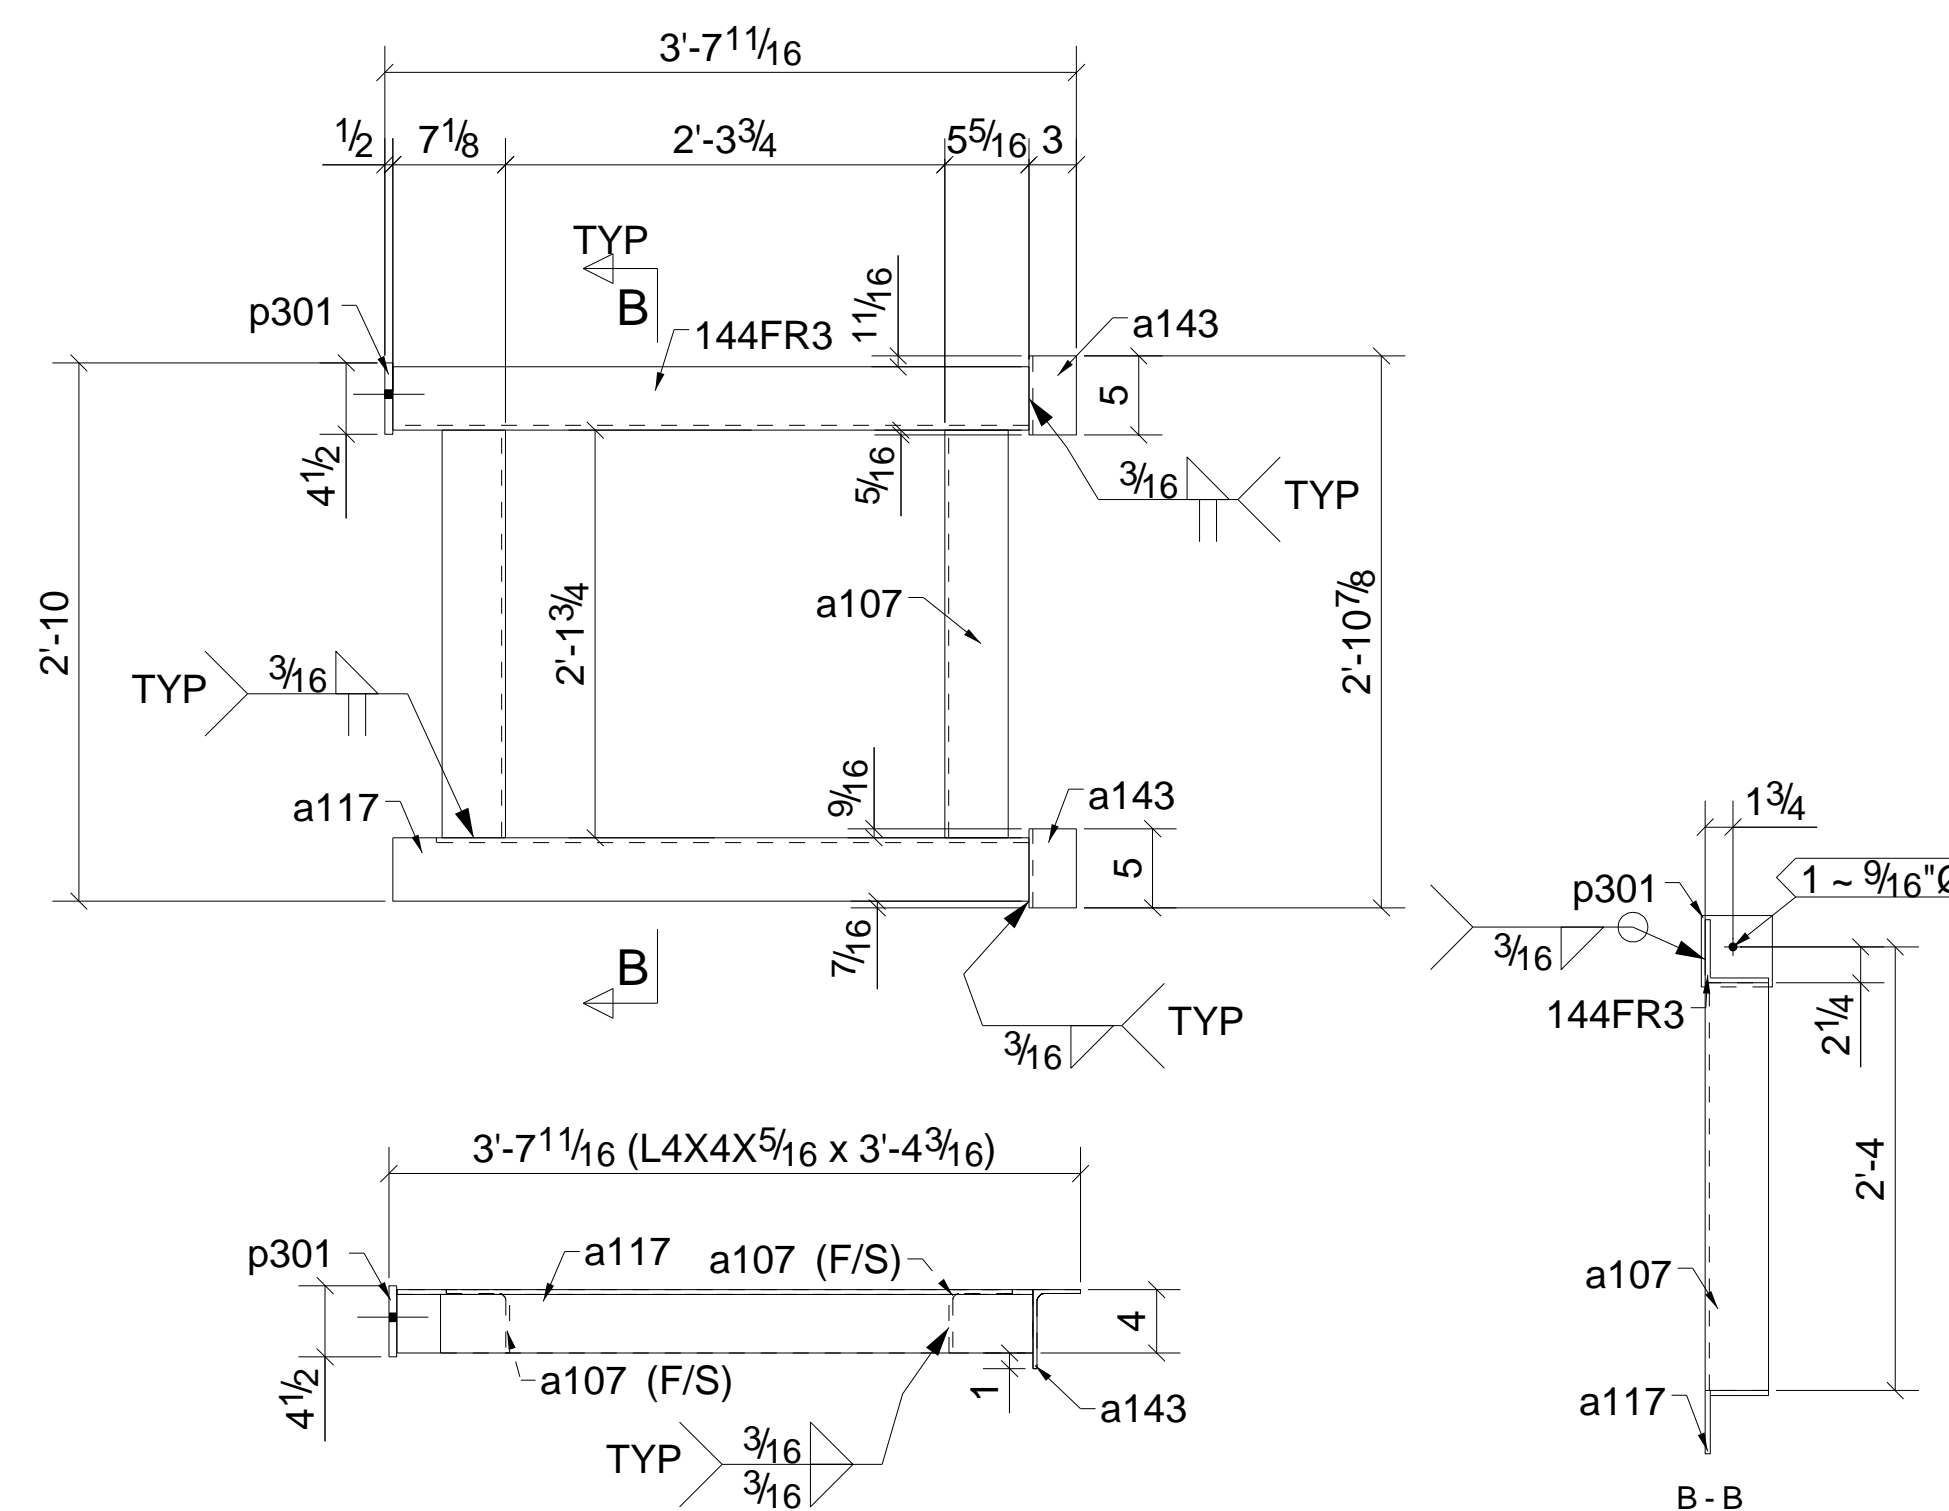 3'-7 11/16
1/2 7 1/8 2'-3 3/4 5 5/16 3
TYP
B
p301
144FR3
11/16
a143
5
4 1/2
5/16
3/16 TYP
2'-10
2'-1 3/4
a107
2'-10 7/8
TYP 3/16
a117
9/16
a143
5
B
7/16
3/16 TYP
3'-7 11/16 (L4X4X5/16 x 3'-4 3/16)
p301
a117
a107 (F/S)
4
4 1/2
a107 (F/S)
1
a143
TYP 3/16
3/16
1 3/4
p301
1 ~ 9/16"Ø
3/16
144FR3
2 1/4
2'-4
a107
a117
B - B